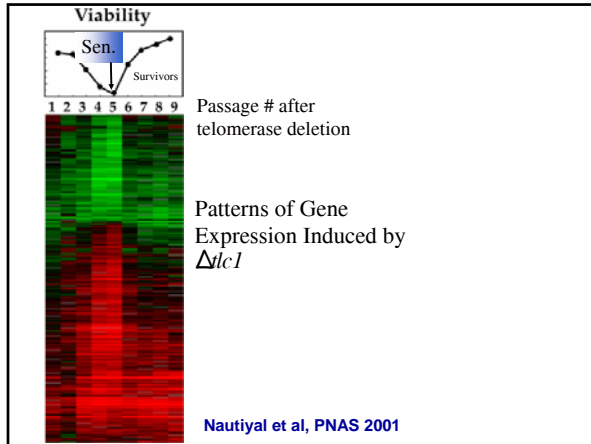 Viability
Sen.
Survivors
1 2 3 4 5 6 7 8 9
Passage # after
telomerase deletion
Patterns of Gene
Expression Induced by
Δtlc1
Nautiyal et al, PNAS 2001